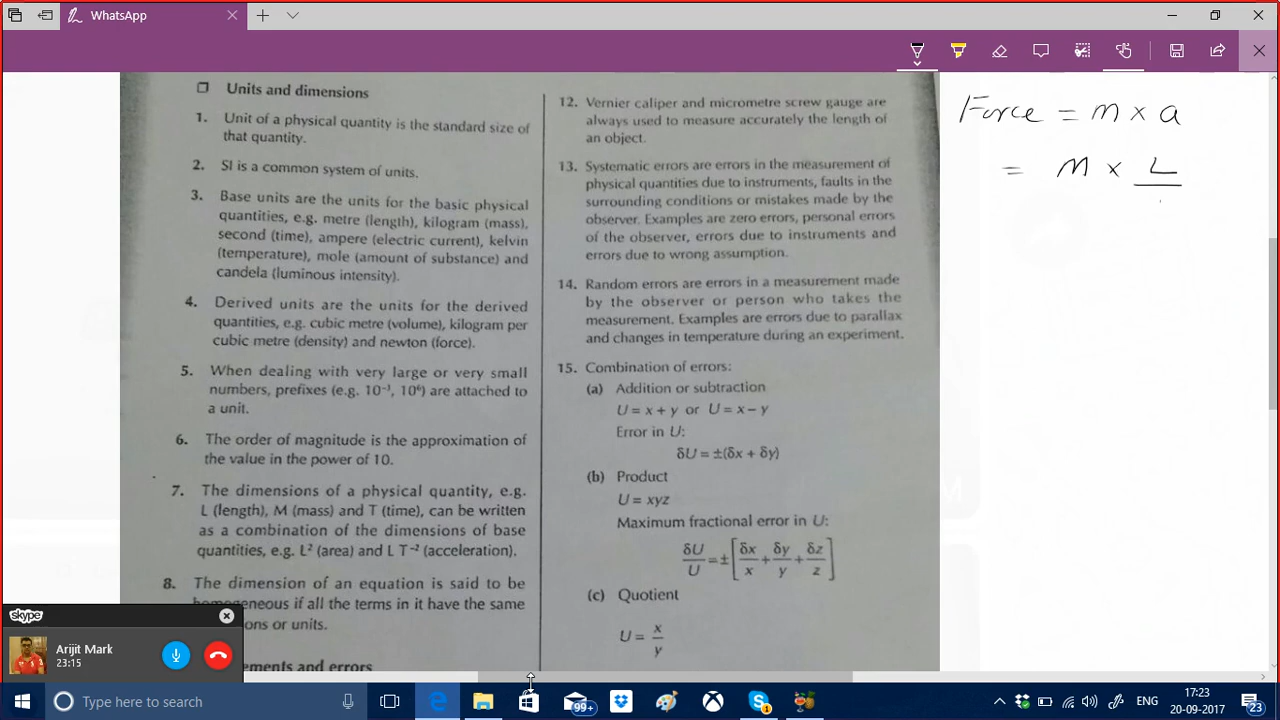 WhatsApp
Units and dimensions
1. Unit of a physical quantity is the standard size of
that quantity.
2. SI is a common system of units.
3. Base units are the units for the basic physical
quantities, e.g. metre (length), kilogram (mass),
second (time), ampere (electric current), kelvin
(temperature), mole (amount of substance) and
candela (luminous intensity).
4. Derived units are the units for the derived
quantities, e.g. cubic metre (volume), kilogram per
cubic metre (density) and newton (force).
5. When dealing with very large or very small
numbers, prefixes (e.g. 10⁻¹, 10⁶) are attached to
a unit.
6. The order of magnitude is the approximation of
the value in the power of 10.
7. The dimensions of a physical quantity, e.g.
L (length), M (mass) and T (time), can be written
as a combination of the dimensions of base
quantities, e.g. L² (area) and L T⁻² (acceleration).
8. The dimension of an equation is said to be
homogeneous if all the terms in it have the same
ons or units.
ements and errors
12. Vernier caliper and micrometre screw gauge are
always used to measure accurately the length of
an object.
13. Systematic errors are errors in the measurement of
physical quantities due to instruments, faults in the
surrounding conditions or mistakes made by the
observer. Examples are zero errors, personal errors
of the observer, errors due to instruments and
errors due to wrong assumption.
14. Random errors are errors in a measurement made
by the observer or person who takes the
measurement. Examples are errors due to parallax
and changes in temperature during an experiment.
15. Combination of errors:
(a) Addition or subtraction
U = x + y or U = x − y
Error in U:
δU = ±(δx + δy)
(b) Product
U = xyz
Maximum fractional error in U:
δU/U = ±[δx/x + δy/y + δz/z]
(c) Quotient
U = x/y
Force = m × a
= M × L
skype
Arijit Mark
23:15
Type here to search
99+
1
ENG
17:23
20-09-2017
23